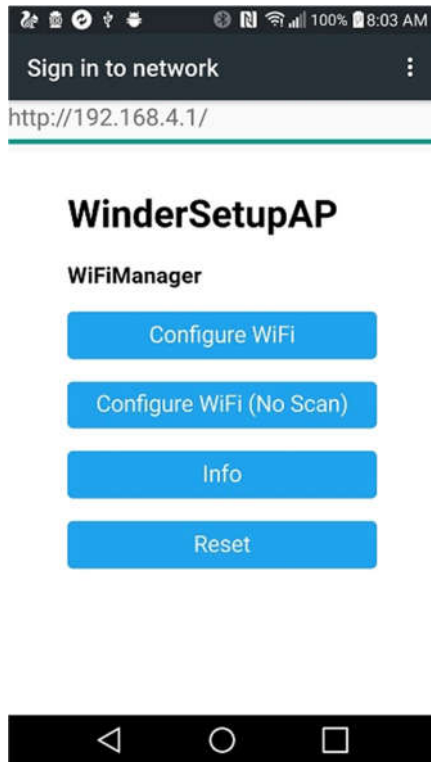 100% 8:03 AM
Sign in to network
http://192.168.4.1/
WinderSetupAP
WiFiManager
Configure WiFi
Configure WiFi (No Scan)
Info
Reset